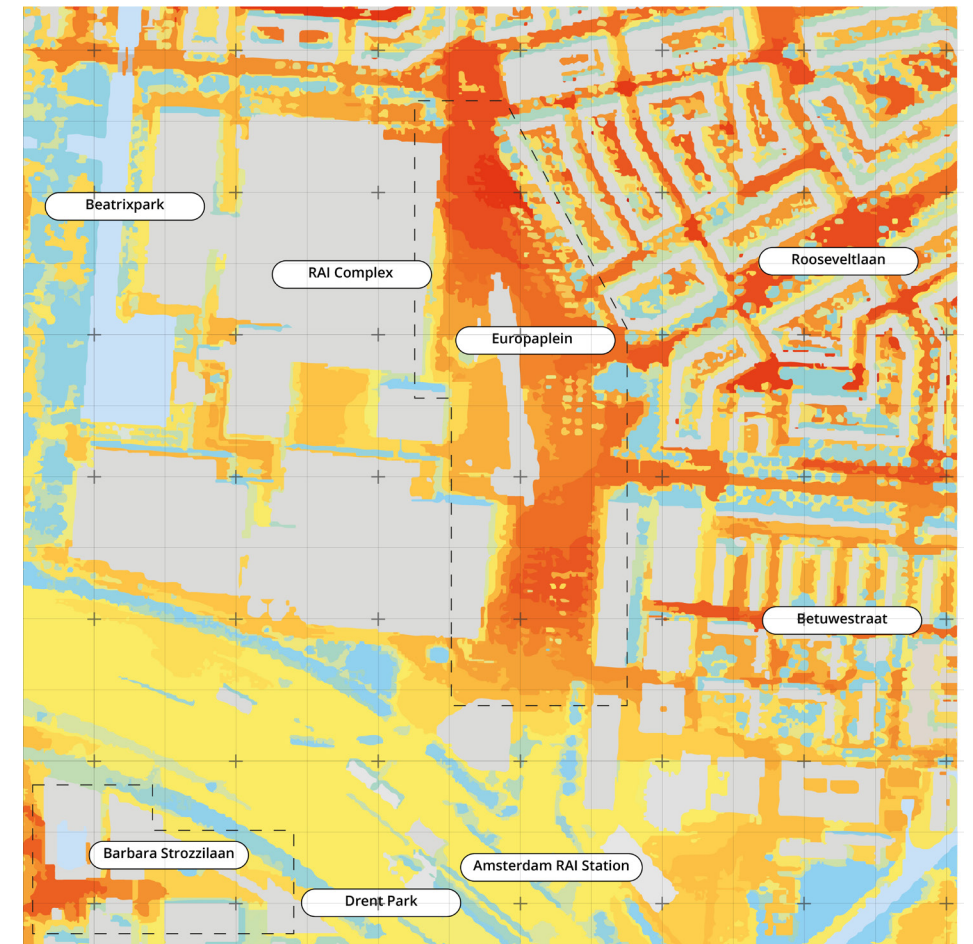 Beatrixpark
Rooseveltlaan
RAI Complex
Europaplein
Betuwestraat
Barbara Strozzilaan
Amsterdam RAI Station
Drent Park